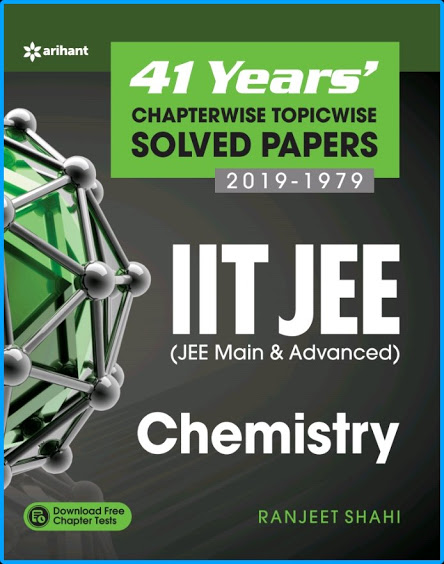 arihant
41 Years’
CHAPTERWISE TOPICWISE
SOLVED PAPERS
2019-1979
IIT JEE
(JEE Main & Advanced)
Chemistry
Download Free
Chapter Tests
RANJEET SHAHI